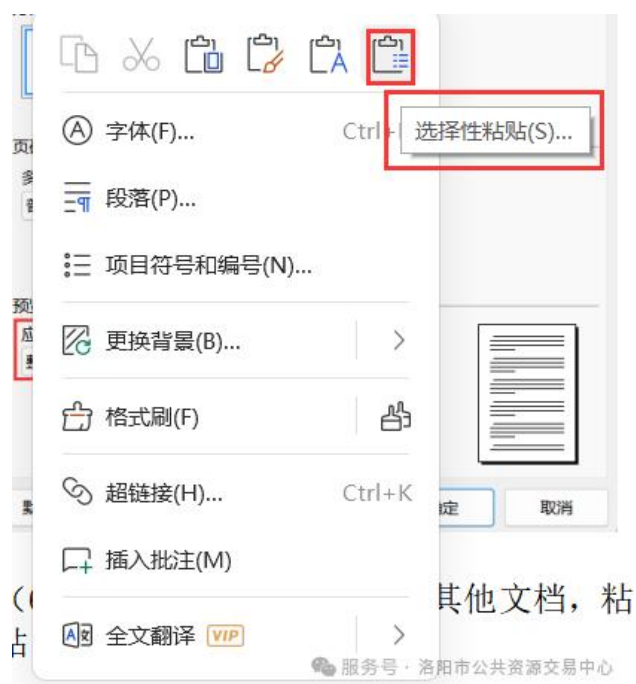 字体(F)...
Ctrl+
选择性粘贴(S)...
段落(P)...
项目符号和编号(N)...
更换背景(B)...
格式刷(F)
超链接(H)...
Ctrl+K
取消
插入批注(M)
其他文档，粘
全文翻译 VIP
服务号 · 洛阳市公共资源交易中心